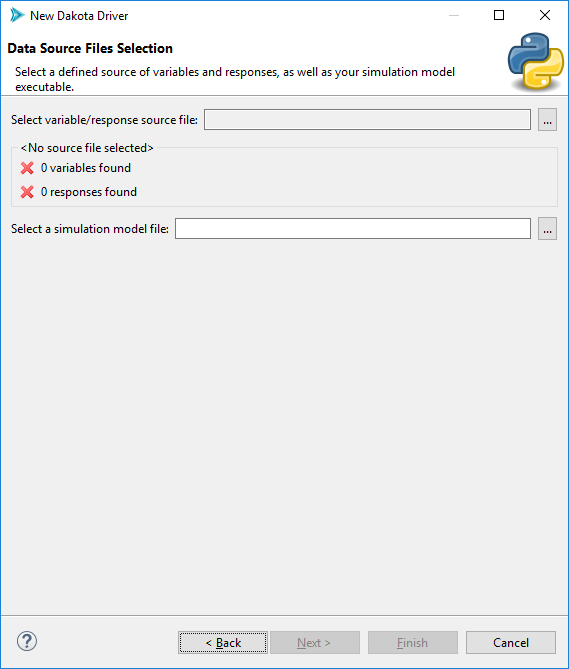 New Dakota Driver
Data Source Files Selection
Select a defined source of variables and responses, as well as your simulation model
executable.
Select variable/response source file:
...
<No source file selected>
0 variables found
0 responses found
Select a simulation model file:
...
?
< Back
Next >
Finish
Cancel